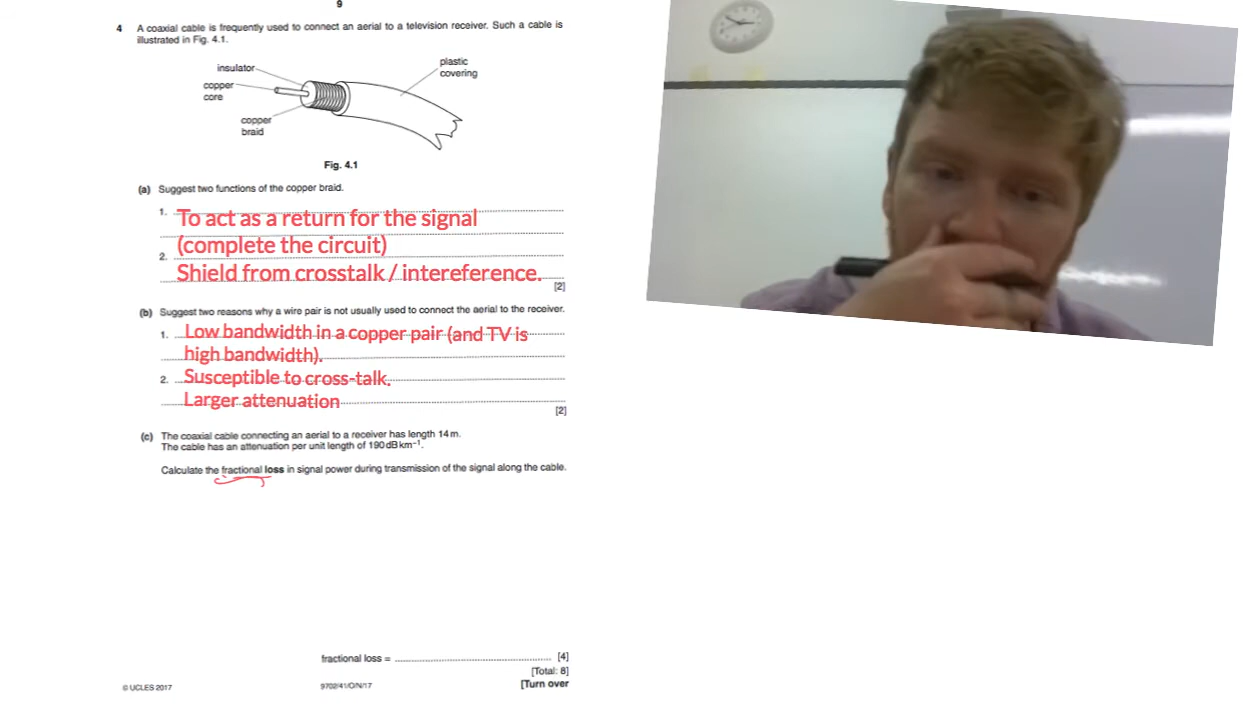 9
4 A coaxial cable is frequently used to connect an aerial to a television receiver. Such a cable is
illustrated in Fig. 4.1.
insulator
copper
core
copper
braid
plastic
covering
Fig. 4.1
(a) Suggest two functions of the copper braid.
1. To act as a return for the signal
(complete the circuit)
2.
Shield from crosstalk / intereference.
[2]
(b) Suggest two reasons why a wire pair is not usually used to connect the aerial to the receiver.
1. Low bandwidth in a copper pair (and TV is
high bandwidth).
2. Susceptible to cross-talk.
Larger attenuation
[2]
(c) The coaxial cable connecting an aerial to a receiver has length 14 m.
The cable has an attenuation per unit length of 190 dB km⁻¹.
Calculate the fractional loss in signal power during transmission of the signal along the cable.
fractional loss = ............................................... [4]
[Total: 8]
© UCLES 2017 9702/41/O/N/17 [Turn over